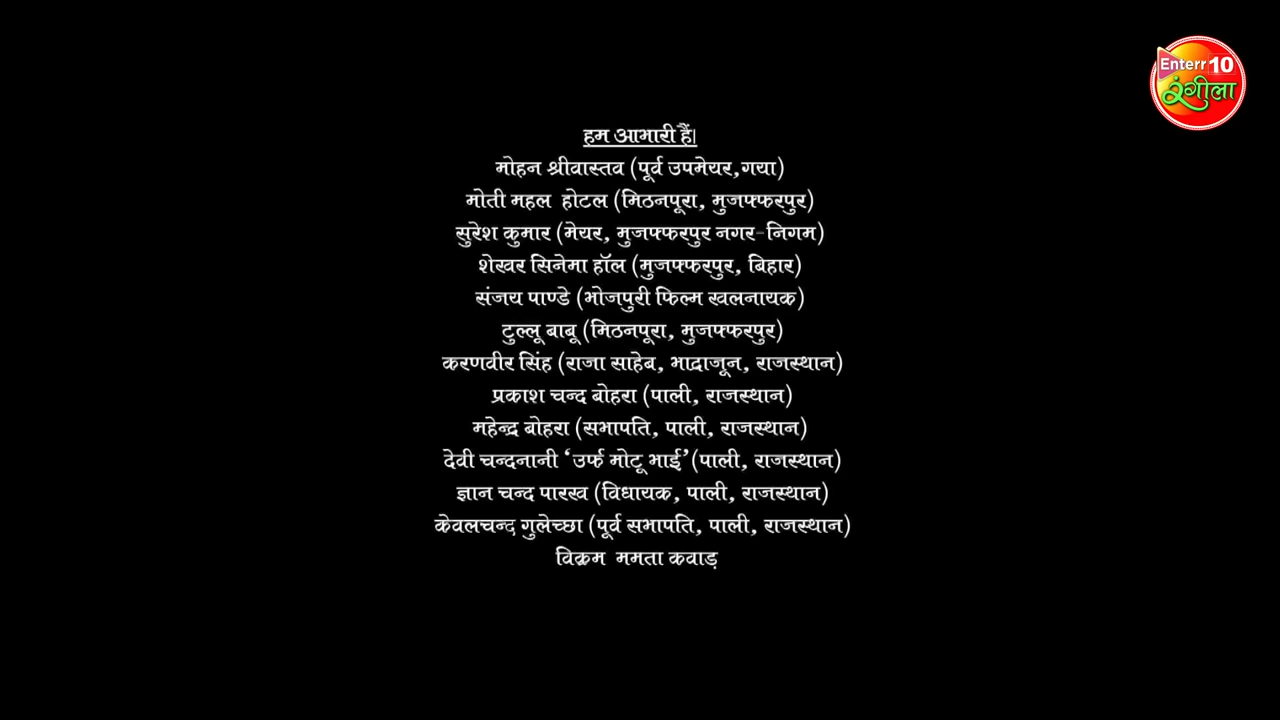 Enterr 10
रंगीला
हम आभारी हैं।
मोहन श्रीवास्तव (पूर्व उपमेयर,गया)
मोती महल होटल (मिठनपूरा, मुजफ्फरपुर)
सुरेश कुमार (मेयर, मुजफ्फरपुर नगर-निगम)
शेखर सिनेमा हॉल (मुजफ्फरपुर, बिहार)
संजय पाण्डे (भोजपुरी फिल्म खलनायक)
टुल्लू बाबू (मिठनपूरा, मुजफ्फरपुर)
करणवीर सिंह (राजा साहेब, भाद्राजून, राजस्थान)
प्रकाश चन्द बोहरा (पाली, राजस्थान)
महेन्द्र बोहरा (सभापति, पाली, राजस्थान)
देवी चन्दनानी ‘उर्फ मोटू भाई’(पाली, राजस्थान)
ज्ञान चन्द पारख (विधायक, पाली, राजस्थान)
केवलचन्द गुलेच्छा (पूर्व सभापति, पाली, राजस्थान)
विक्रम ममता कवाड़